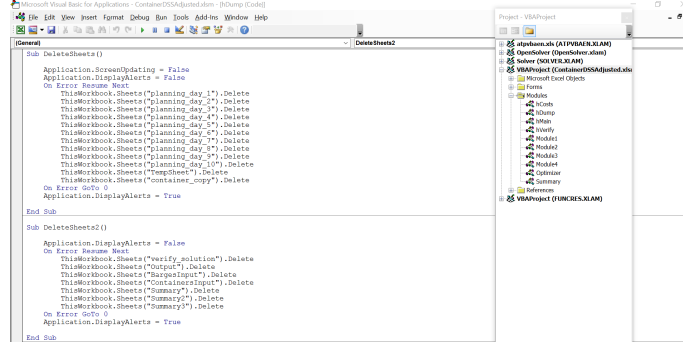 Microsoft Visual Basic for Applications - ContainerDSSAdjusted.xlsm - [hDump (Code)]
File Edit View Insert Format Debug Run Tools Add-Ins Window Help
(General)
DeleteSheets2
Sub DeleteSheets()
Application.ScreenUpdating = False
Application.DisplayAlerts = False
On Error Resume Next
ThisWorkbook.Sheets("planning_day_1").Delete
ThisWorkbook.Sheets("planning_day_2").Delete
ThisWorkbook.Sheets("planning_day_3").Delete
ThisWorkbook.Sheets("planning_day_4").Delete
ThisWorkbook.Sheets("planning_day_5").Delete
ThisWorkbook.Sheets("planning_day_6").Delete
ThisWorkbook.Sheets("planning_day_7").Delete
ThisWorkbook.Sheets("planning_day_8").Delete
ThisWorkbook.Sheets("planning_day_9").Delete
ThisWorkbook.Sheets("planning_day_10").Delete
ThisWorkbook.Sheets("TempSheet").Delete
ThisWorkbook.Sheets("container_copy").Delete
On Error GoTo 0
Application.DisplayAlerts = True
End Sub
Sub DeleteSheets2()
Application.DisplayAlerts = False
On Error Resume Next
ThisWorkbook.Sheets("verify_solution").Delete
ThisWorkbook.Sheets("Output").Delete
ThisWorkbook.Sheets("BargesInput").Delete
ThisWorkbook.Sheets("ContainersInput").Delete
ThisWorkbook.Sheets("Summary").Delete
ThisWorkbook.Sheets("Summary2").Delete
ThisWorkbook.Sheets("Summary3").Delete
On Error GoTo 0
Application.DisplayAlerts = True
End Sub
Project - VBAProject
atpvbaen.xls (ATPVBAEN.XLAM)
OpenSolver (OpenSolver.xlam)
Solver (SOLVER.XLAM)
VBAProject (ContainerDSSAdjusted.xlsm
Microsoft Excel Objects
Forms
Modules
hCosts
hDump
hMain
hVerify
Module1
Module2
Module3
Module4
Optimizer
Summary
References
VBAProject (FUNCRES.XLAM)